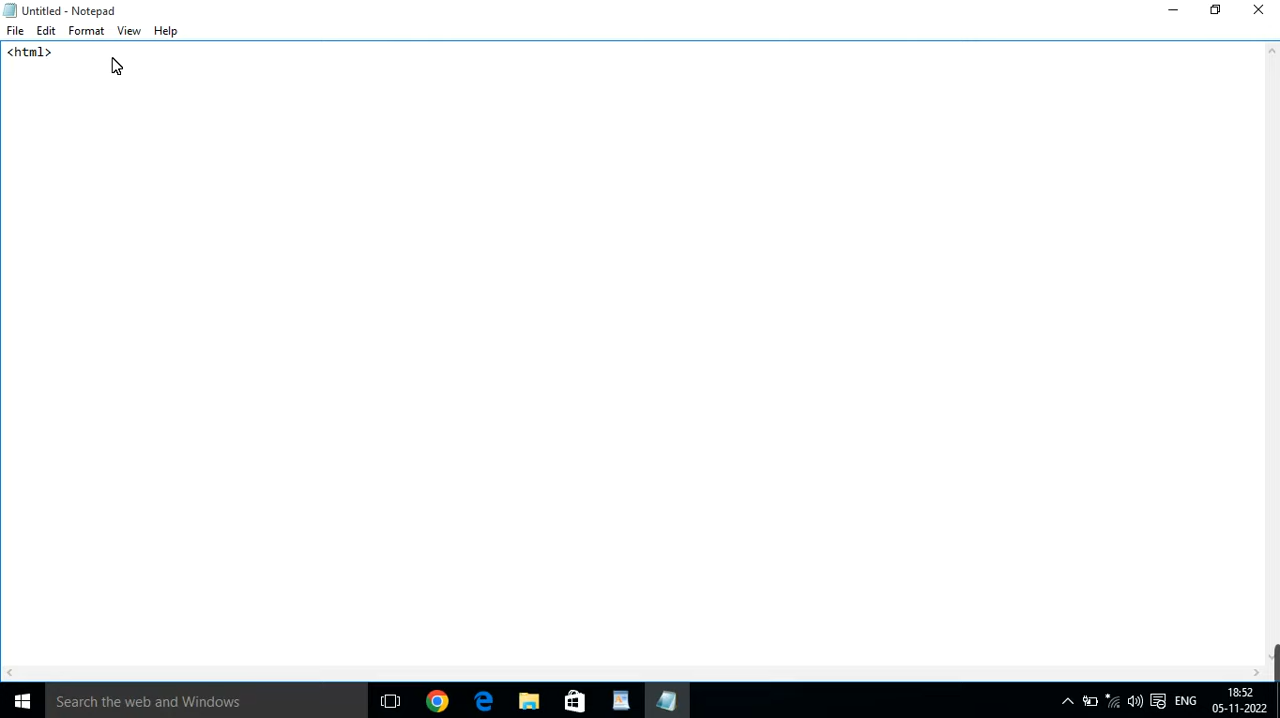 Untitled - Notepad
File Edit Format View Help
<html>
Search the web and Windows
ENG
18:52
05-11-2022